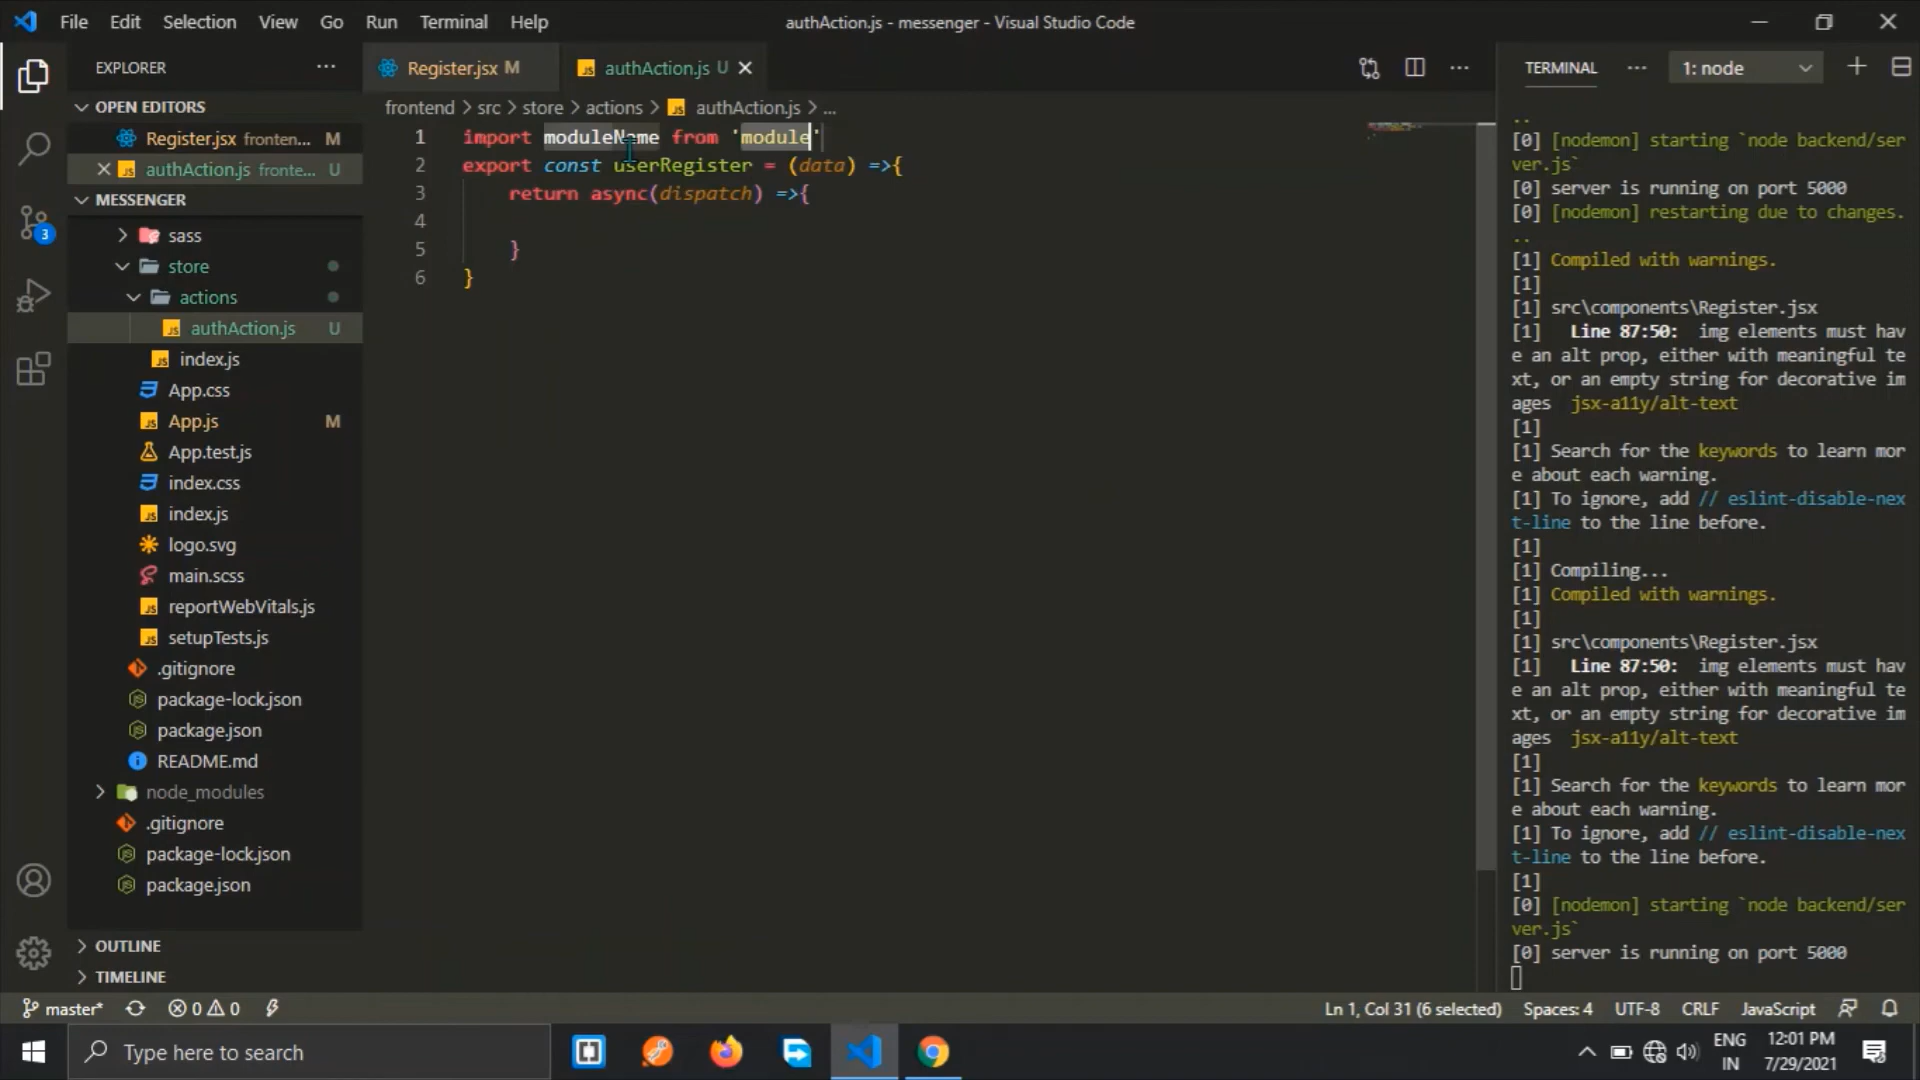 File Edit Selection View Go Run Terminal Help
authAction.js - messenger - Visual Studio Code
EXPLORER
OPEN EDITORS
Register.jsx fronten... M
authAction.js fronte... U
MESSENGER
sass
store
actions
authAction.js U
index.js
App.css
App.js M
App.test.js
index.css
index.js
logo.svg
main.scss
reportWebVitals.js
setupTests.js
.gitignore
package-lock.json
package.json
README.md
node_modules
.gitignore
package-lock.json
package.json
OUTLINE
TIMELINE
3
Register.jsx M
authAction.js U
frontend > src > store > actions > authAction.js > ...
1 import moduleName from 'module'
2 export const userRegister = (data) =>{
3 return async(dispatch) =>{
4
5 }
6 }
TERMINAL
1: node
..
[0] [nodemon] starting `node backend/ser
ver.js`
[0] server is running on port 5000
[0] [nodemon] restarting due to changes.
..
[1] Compiled with warnings.
[1]
[1] src\components\Register.jsx
[1] Line 87:50: img elements must hav
e an alt prop, either with meaningful te
xt, or an empty string for decorative im
ages jsx-a11y/alt-text
[1]
[1] Search for the keywords to learn mor
e about each warning.
[1] To ignore, add // eslint-disable-nex
t-line to the line before.
[1]
[1] Compiling...
[1] Compiled with warnings.
[1]
[1] src\components\Register.jsx
[1] Line 87:50: img elements must hav
e an alt prop, either with meaningful te
xt, or an empty string for decorative im
ages jsx-a11y/alt-text
[1]
[1] Search for the keywords to learn mor
e about each warning.
[1] To ignore, add // eslint-disable-nex
t-line to the line before.
[1]
[0] [nodemon] starting `node backend/ser
ver.js`
[0] server is running on port 5000
master* 0 0
Ln 1, Col 31 (6 selected) Spaces: 4 UTF-8 CRLF JavaScript
Type here to search
ENG
IN
12:01 PM
7/29/2021